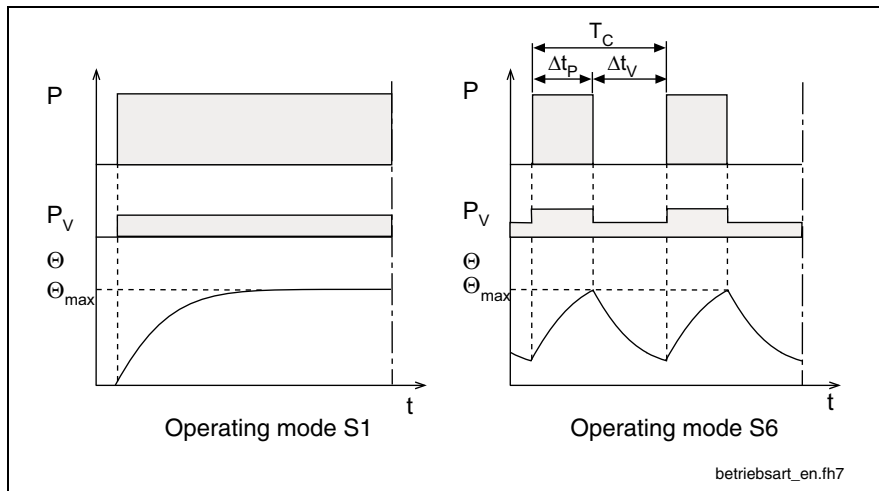 P
P_V
Θ
Θ_max
t
Operating mode S1
T_C
Δt_P Δt_V
P
P_V
Θ
Θ_max
t
Operating mode S6
betriebsart_en.fh7